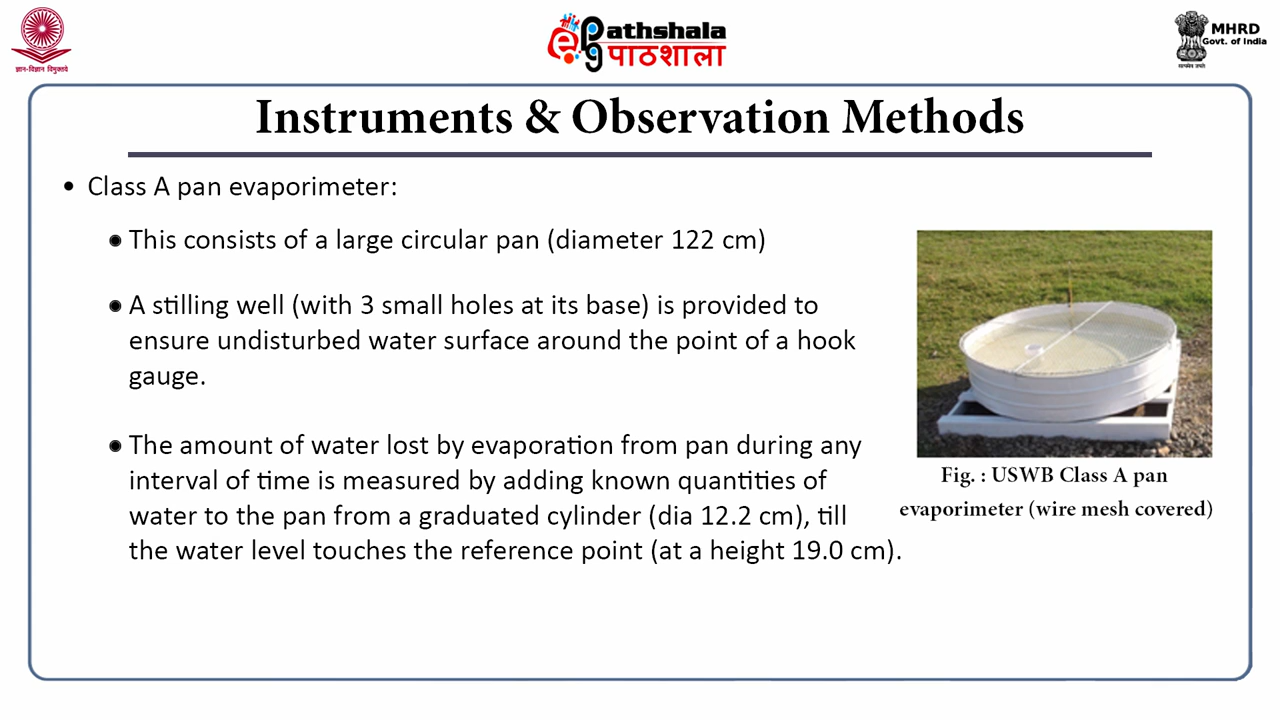 ज्ञान-विज्ञान विमुक्तये
ePG Pathshala
पाठशाला
MHRD
Govt. of India
सत्यमेव जयते
Instruments & Observation Methods
• Class A pan evaporimeter:
This consists of a large circular pan (diameter 122 cm)
A stilling well (with 3 small holes at its base) is provided to
ensure undisturbed water surface around the point of a hook
gauge.
The amount of water lost by evaporation from pan during any
interval of time is measured by adding known quantities of
water to the pan from a graduated cylinder (dia 12.2 cm), till
the water level touches the reference point (at a height 19.0 cm).
Fig. : USWB Class A pan
evaporimeter (wire mesh covered)